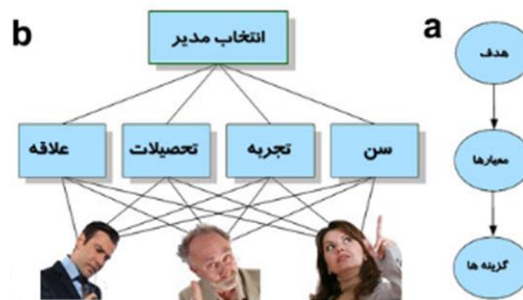 a
هدف
معیارها
گزینه ها
b
انتخاب مدیر
سن
تجربه
تحصیلات
علاقه